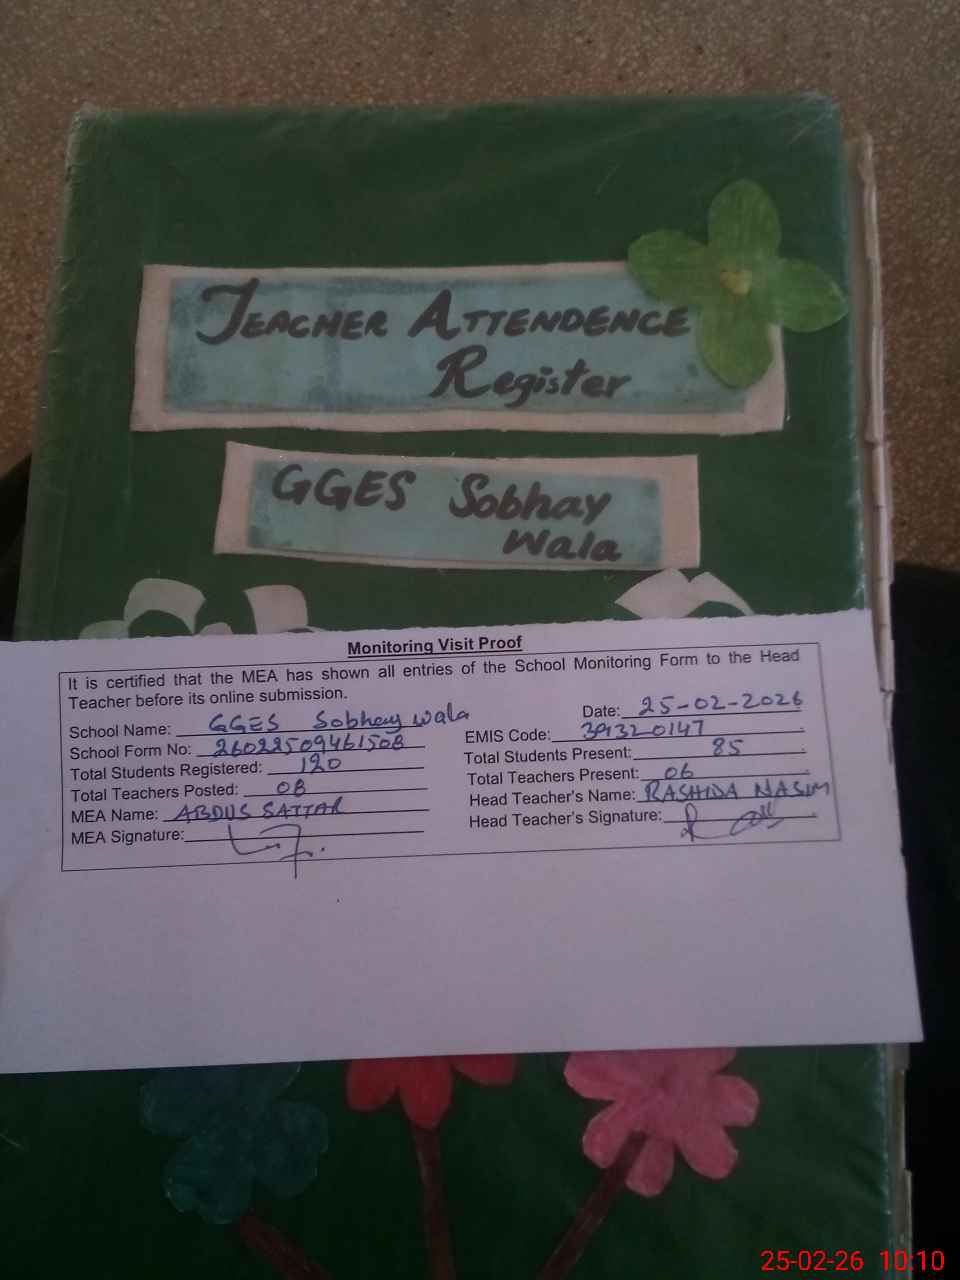 TEACHER ATTENDENCE
Register
GGES Sobhay
Wala
Monitoring Visit Proof
It is certified that the MEA has shown all entries of the School Monitoring Form to the Head
Teacher before its online submission.
School Name: GGES Sobhay wala Date: 25-02-2026
School Form No: 26022509461508 EMIS Code: 39320147
Total Students Registered: 120 Total Students Present: 85
Total Teachers Posted: 08 Total Teachers Present: 06
MEA Name: ABDUS SATTAR Head Teacher's Name: RASHIDA NASIM
MEA Signature: Head Teacher's Signature:
25-02-26 10:10